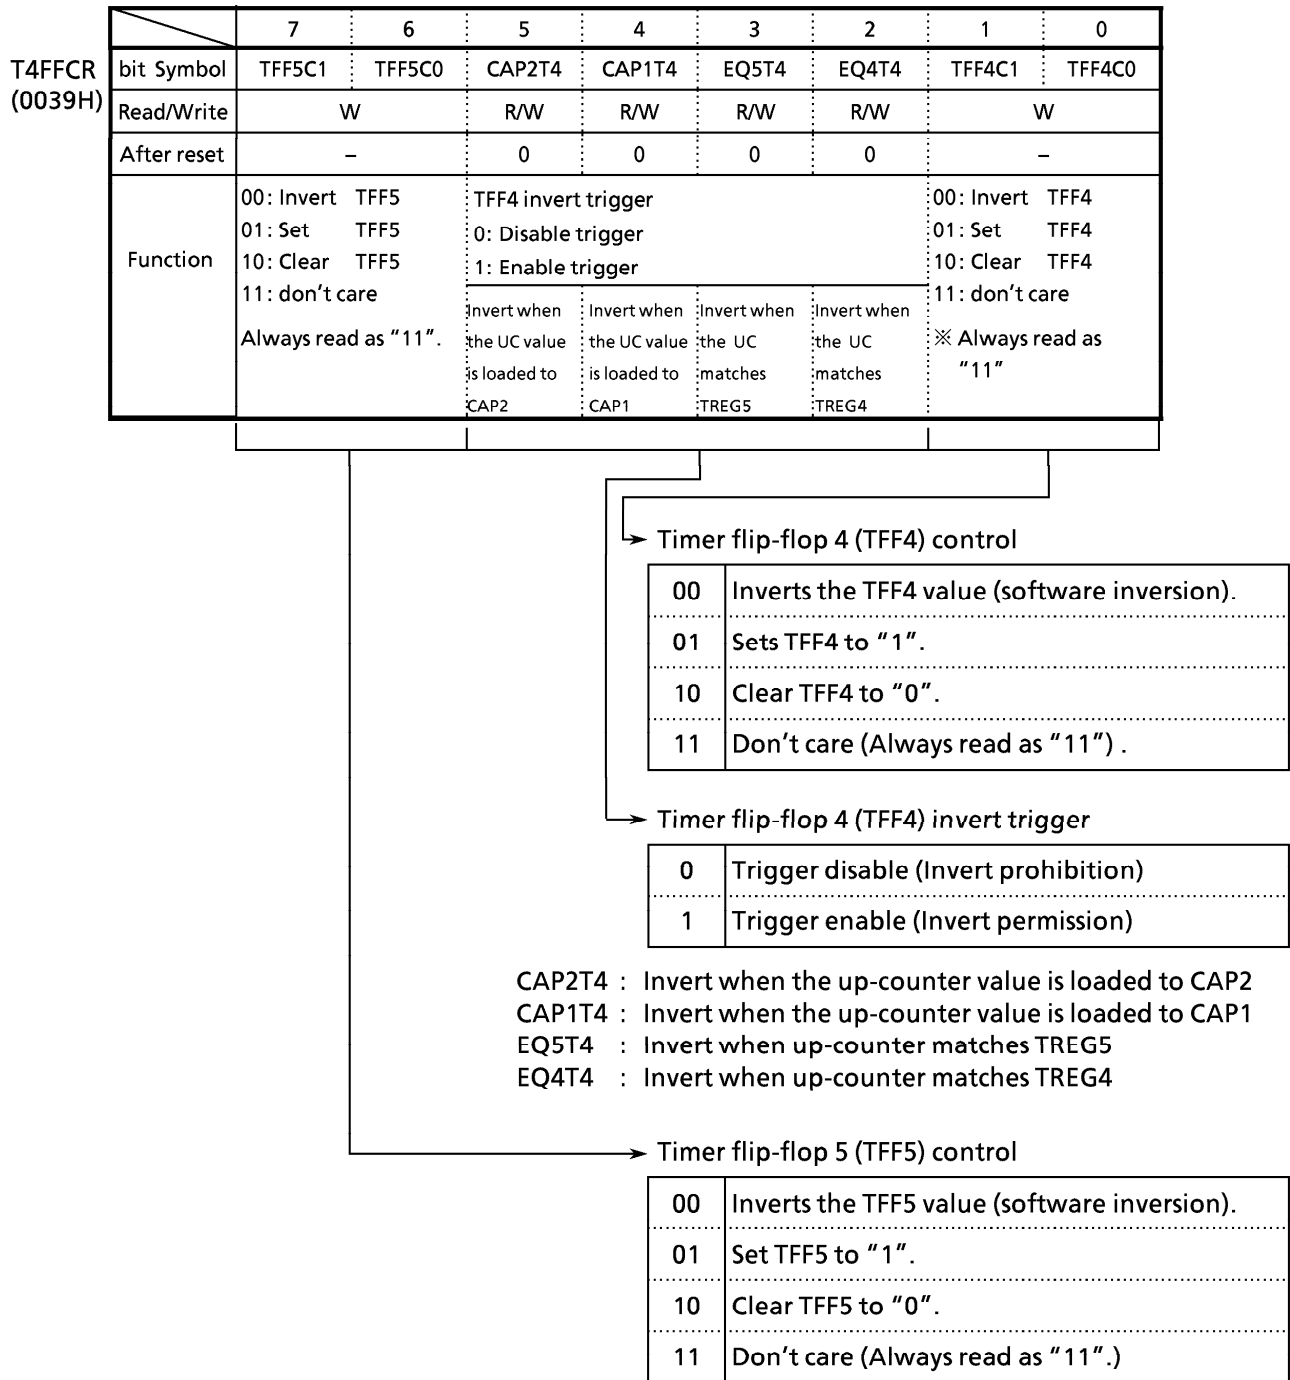 7 6 5 4 3 2 1 0
T4FFCR (0039H)
bit Symbol TFF5C1 TFF5C0 CAP2T4 CAP1T4 EQ5T4 EQ4T4 TFF4C1 TFF4C0
Read/Write W R/W R/W R/W R/W W
After reset – 0 0 0 0 –
Function
00: Invert TFF5
01: Set TFF5
10: Clear TFF5
11: don't care
Always read as "11".
TFF4 invert trigger
0: Disable trigger
1: Enable trigger
Invert when
the UC value
is loaded to
CAP2
Invert when
the UC value
is loaded to
CAP1
Invert when
the UC
matches
TREG5
Invert when
the UC
matches
TREG4
00: Invert TFF4
01: Set TFF4
10: Clear TFF4
11: don't care
※ Always read as
"11"
Timer flip-flop 4 (TFF4) control
00 Inverts the TFF4 value (software inversion).
01 Sets TFF4 to "1".
10 Clear TFF4 to "0".
11 Don't care (Always read as "11") .
Timer flip-flop 4 (TFF4) invert trigger
0 Trigger disable (Invert prohibition)
1 Trigger enable (Invert permission)
CAP2T4 : Invert when the up-counter value is loaded to CAP2
CAP1T4 : Invert when the up-counter value is loaded to CAP1
EQ5T4 : Invert when up-counter matches TREG5
EQ4T4 : Invert when up-counter matches TREG4
Timer flip-flop 5 (TFF5) control
00 Inverts the TFF5 value (software inversion).
01 Set TFF5 to "1".
10 Clear TFF5 to "0".
11 Don't care (Always read as "11".)